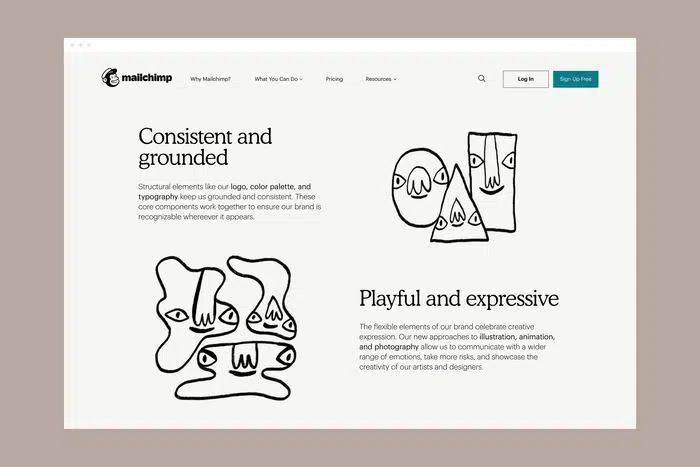 mailchimp
Why Mailchimp?
What You Can Do
Pricing
Resources
Log In
Sign Up Free
Consistent and
grounded
Structural elements like our logo, color palette, and
typography keep us grounded and consistent. These
core components work together to ensure our brand is
recognizable whereever it appears.
Playful and expressive
The flexible elements of our brand celebrate creative
expression. Our new approaches to illustration, animation,
and photography allow us to communicate with a wider
range of emotions, take more risks, and showcase the
creativity of our artists and designers.